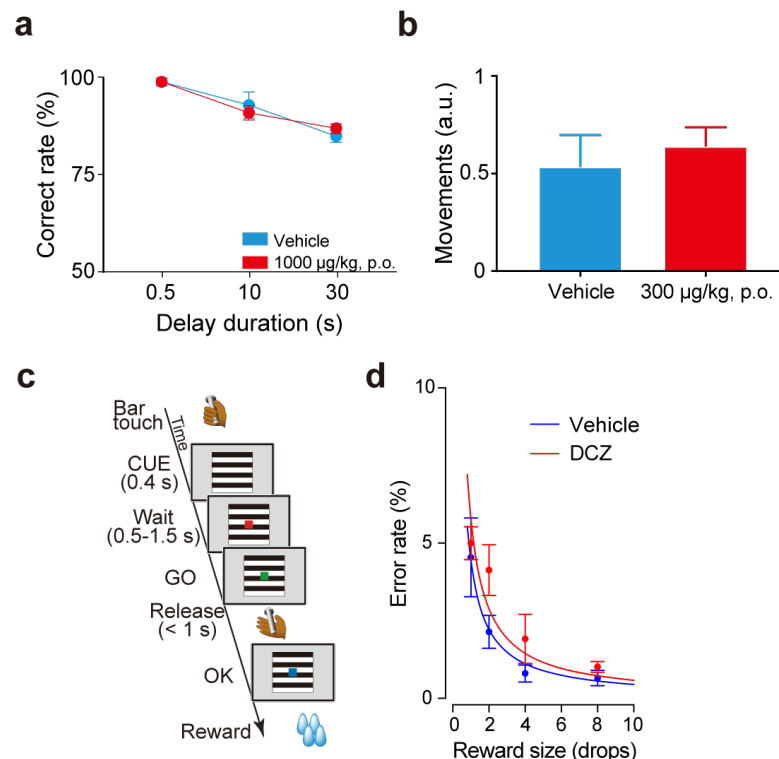 a
100
75
50
Correct rate (%)
Vehicle
1000 µg/kg, p.o.
0.5
10
30
Delay duration (s)
b
1
0.5
0
Movements (a.u.)
Vehicle
300 µg/kg, p.o.
c
Bar
touch
Time
CUE
(0.4 s)
Wait
(0.5-1.5 s)
GO
Release
(< 1 s)
OK
Reward
d
10
5
0
Error rate (%)
Vehicle
DCZ
0
2
4
6
8
10
Reward size (drops)